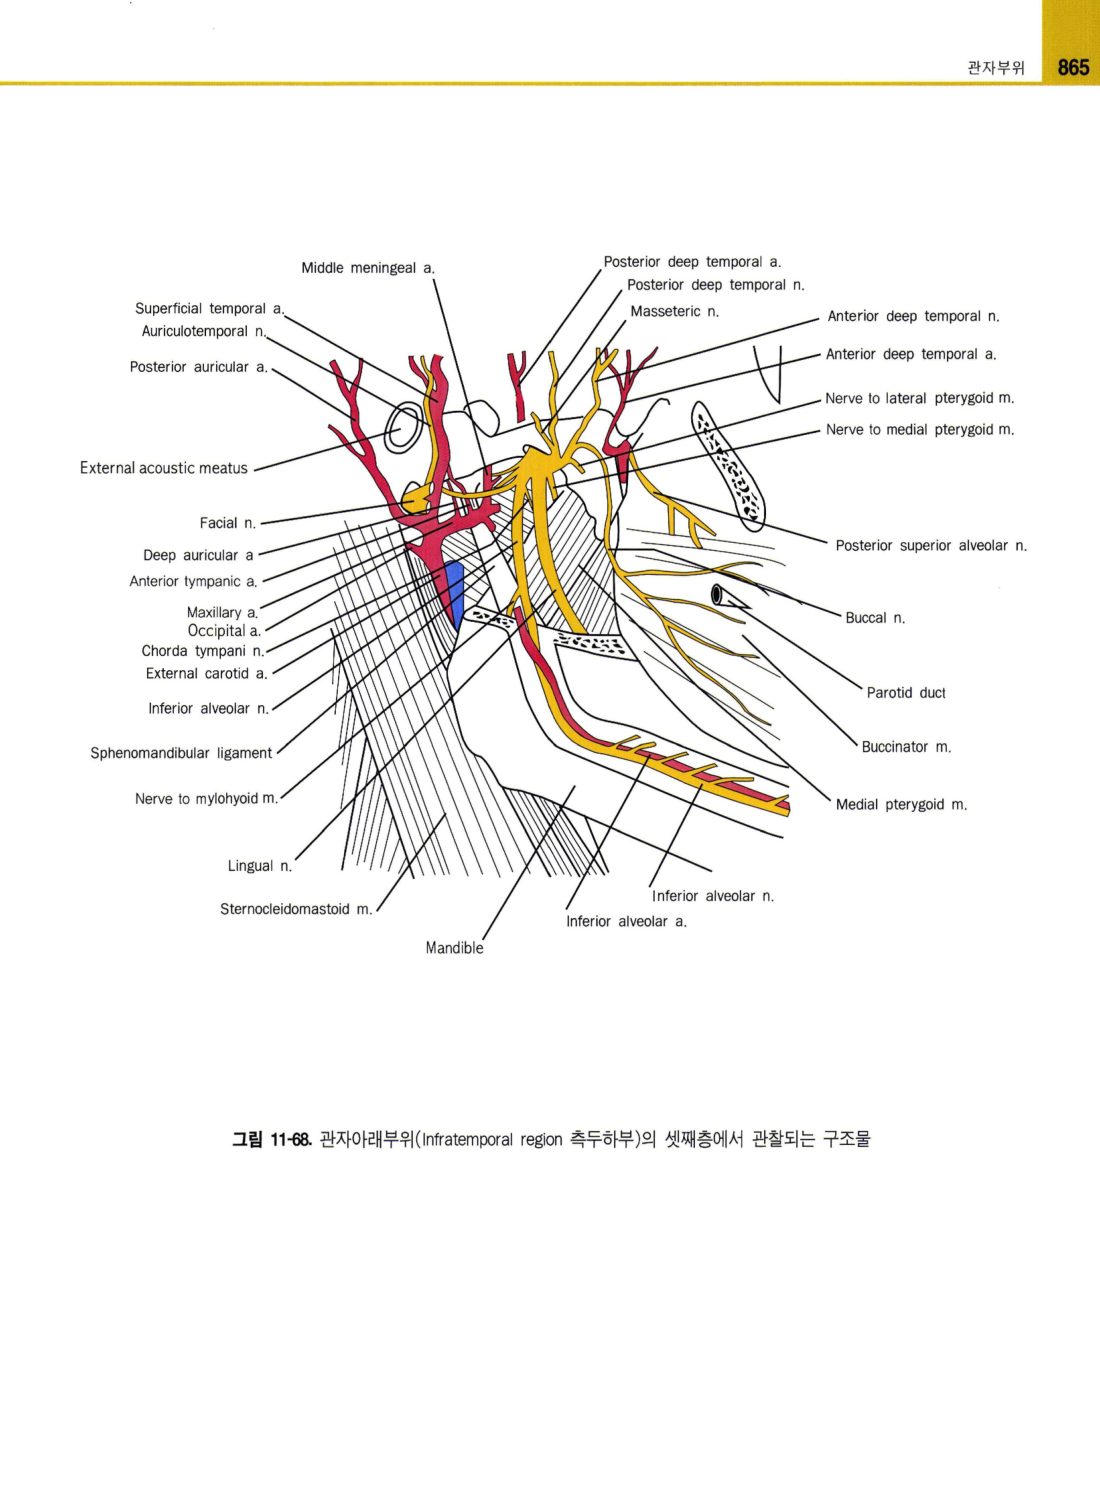 관자부위 865
Middle meningeal a.
Posterior deep temporal a.
Posterior deep temporal n.
Masseteric n.
Superficial temporal a.
Auriculotemporal n.
Posterior auricular a.
External acoustic meatus
Facial n.
Deep auricular a
Anterior tympanic a.
Maxillary a.
Occipital a.
Chorda tympani n.
External carotid a.
Inferior alveolar n.
Sphenomandibular ligament
Nerve to mylohyoid m.
Lingual n.
Sternocleidomastoid m.
Mandible
Anterior deep temporal n.
Anterior deep temporal a.
Nerve to lateral pterygoid m.
Nerve to medial pterygoid m.
Posterior superior alveolar n.
Buccal n.
Parotid duct
Buccinator m.
Medial pterygoid m.
Inferior alveolar n.
Inferior alveolar a.
그림 11-68. 관자아래부위(Infratemporal region 측두하부)의 셋째층에서 관찰되는 구조물